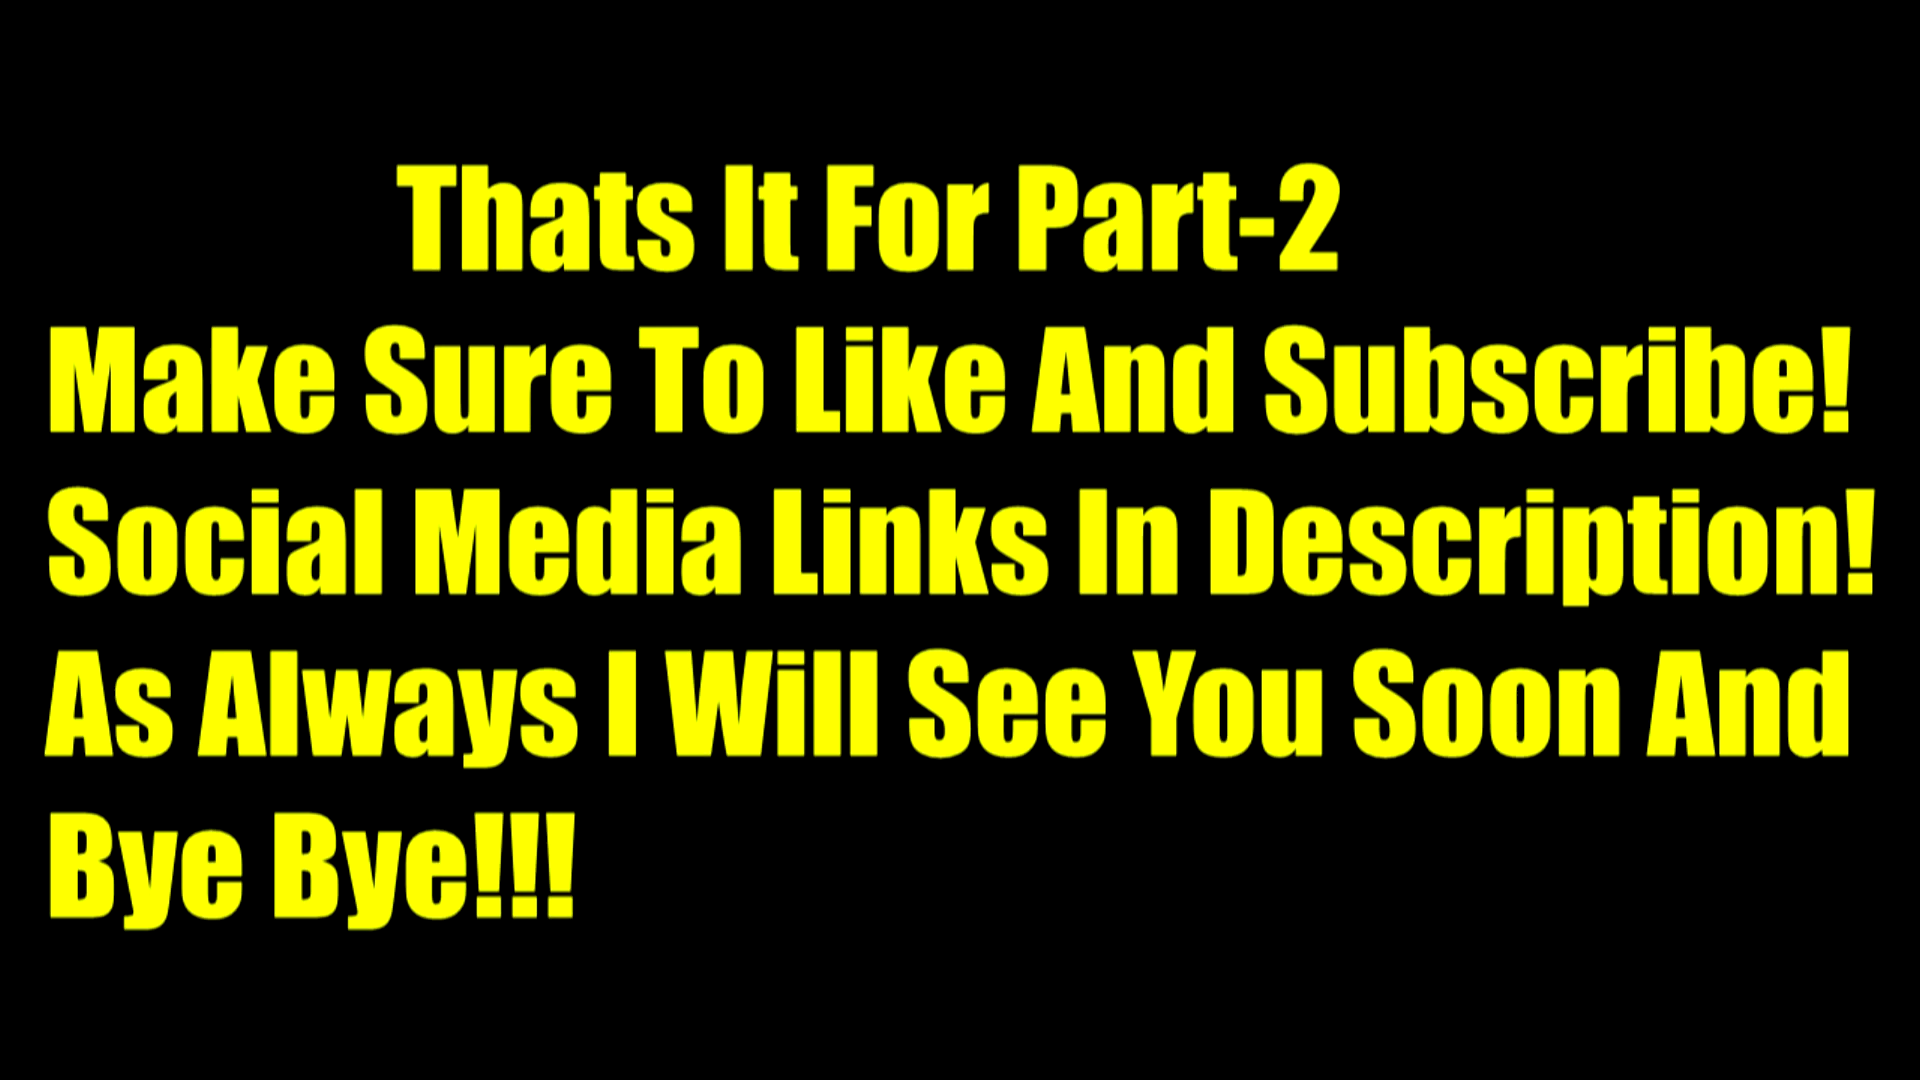 Thats It For Part-2
Make Sure To Like And Subscribe!
Social Media Links In Description!
As Always I Will See You Soon And
Bye Bye!!!